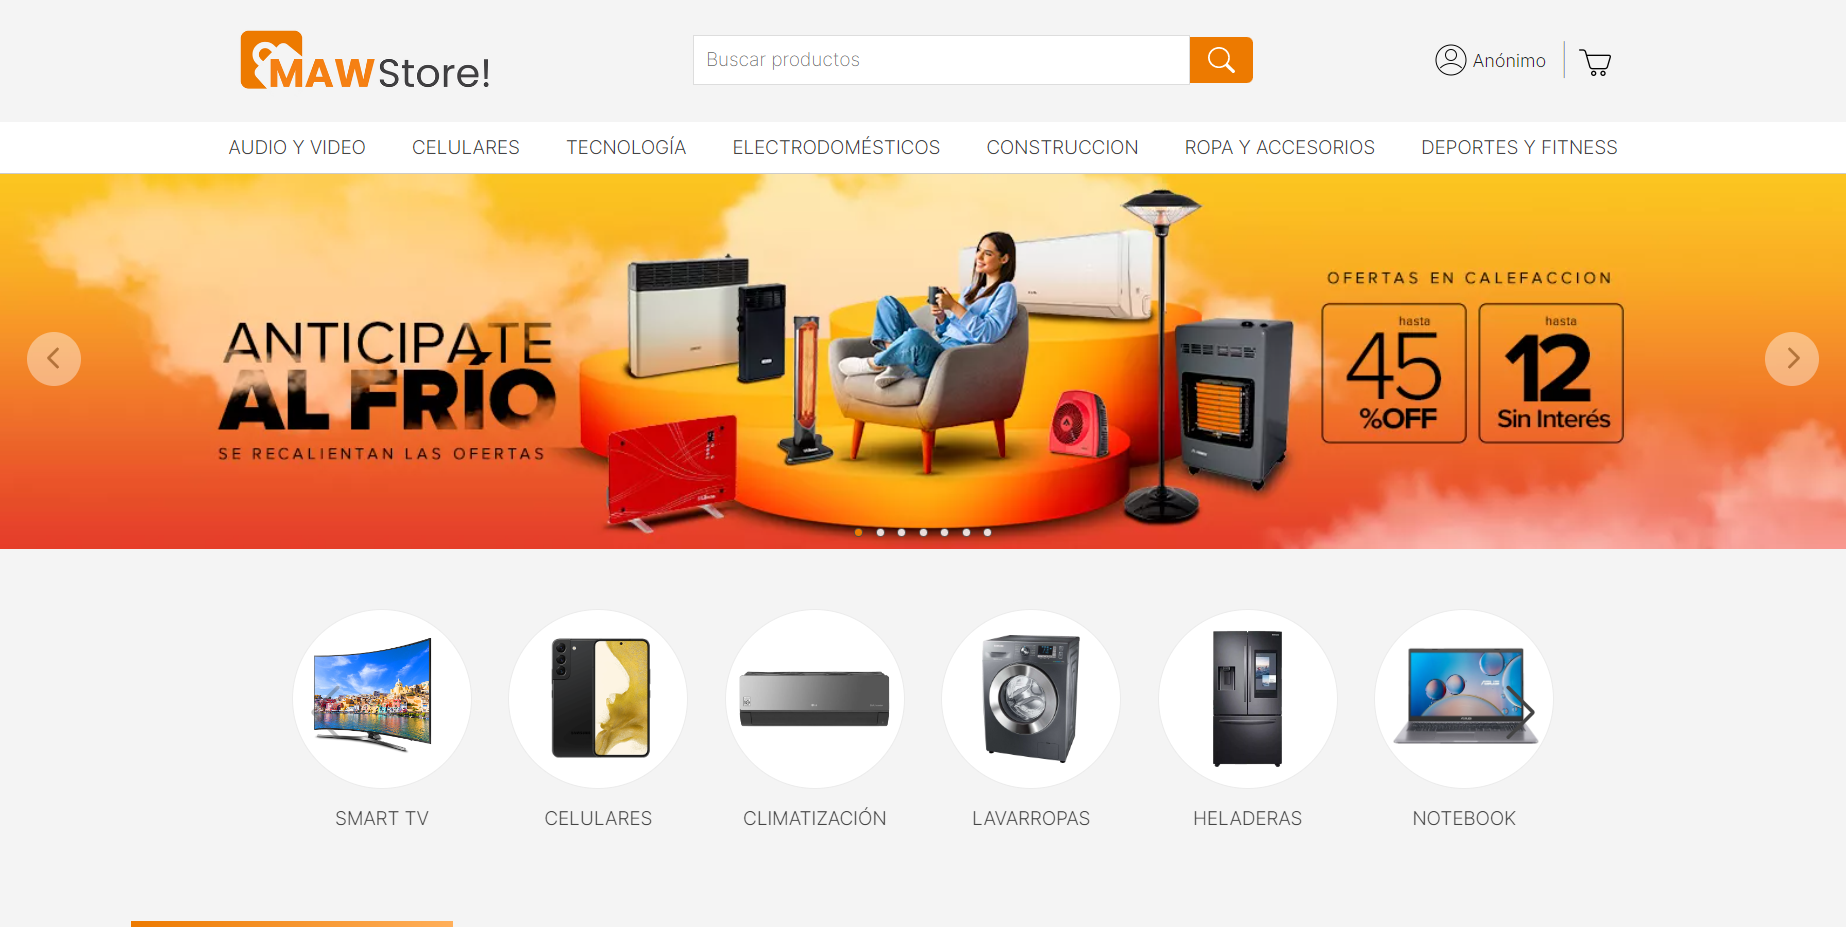 MAWStore!
Buscar productos
Anónimo
AUDIO Y VIDEO
CELULARES
TECNOLOGÍA
ELECTRODOMÉSTICOS
CONSTRUCCION
ROPA Y ACCESORIOS
DEPORTES Y FITNESS
ANTICIPATE
AL FRÍO
SE RECALIENTAN LAS OFERTAS
OFERTAS EN CALEFACCION
hasta
45
%OFF
hasta
12
Sin Interés
SMART TV
CELULARES
CLIMATIZACIÓN
LAVARROPAS
HELADERAS
NOTEBOOK